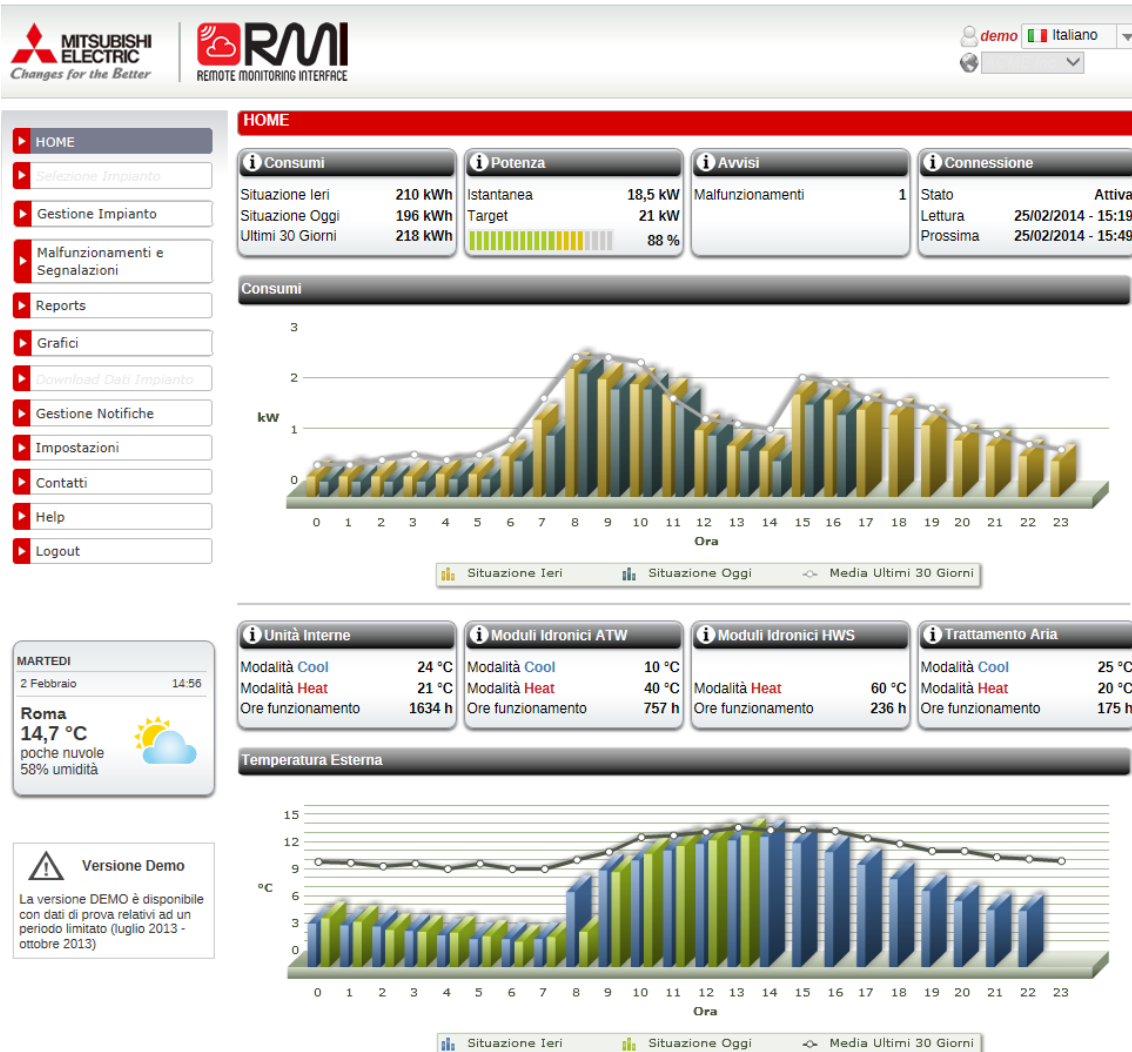 MITSUBISHI
ELECTRIC
Changes for the Better
RMI
REMOTE MONITORING INTERFACE
demo Italiano
HOME
Selezione Impianto
Gestione Impianto
Malfunzionamenti e
Segnalazioni
Reports
Grafici
Download Dati Impianto
Gestione Notifiche
Impostazioni
Contatti
Help
Logout
MARTEDI
2 Febbraio 14:56
Roma
14,7 °C
poche nuvole
58% umidità
Versione Demo
La versione DEMO è disponibile
con dati di prova relativi ad un
periodo limitato (luglio 2013 -
ottobre 2013)
HOME
Consumi
Situazione Ieri 210 kWh
Situazione Oggi 196 kWh
Ultimi 30 Giorni 218 kWh
Potenza
Istantanea 18,5 kW
Target 21 kW
88 %
Avvisi
Malfunzionamenti 1
Connessione
Stato Attiva
Lettura 25/02/2014 - 15:19
Prossima 25/02/2014 - 15:49
Consumi
3
2
kW
1
0
0 1 2 3 4 5 6 7 8 9 10 11 12 13 14 15 16 17 18 19 20 21 22 23
Ora
Situazione Ieri Situazione Oggi Media Ultimi 30 Giorni
Unità Interne
Modalità Cool 24 °C
Modalità Heat 21 °C
Ore funzionamento 1634 h
Moduli Idronici ATW
Modalità Cool 10 °C
Modalità Heat 40 °C
Ore funzionamento 757 h
Moduli Idronici HWS
Modalità Heat 60 °C
Ore funzionamento 236 h
Trattamento Aria
Modalità Cool 25 °C
Modalità Heat 20 °C
Ore funzionamento 175 h
Temperatura Esterna
15
12
9
°C
6
3
0
0 1 2 3 4 5 6 7 8 9 10 11 12 13 14 15 16 17 18 19 20 21 22 23
Ora
Situazione Ieri Situazione Oggi Media Ultimi 30 Giorni